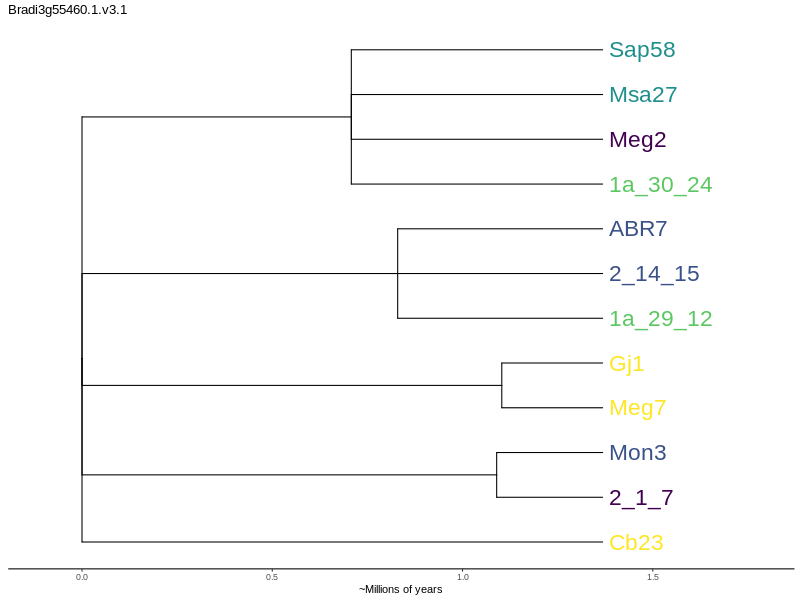 Bradi3g55460.1.v3.1
Sap58
Msa27
Meg2
1a_30_24
ABR7
2_14_15
1a_29_12
Gj1
Meg7
Mon3
2_1_7
Cb23
0.0 0.5 1.0 1.5
~Millions of years